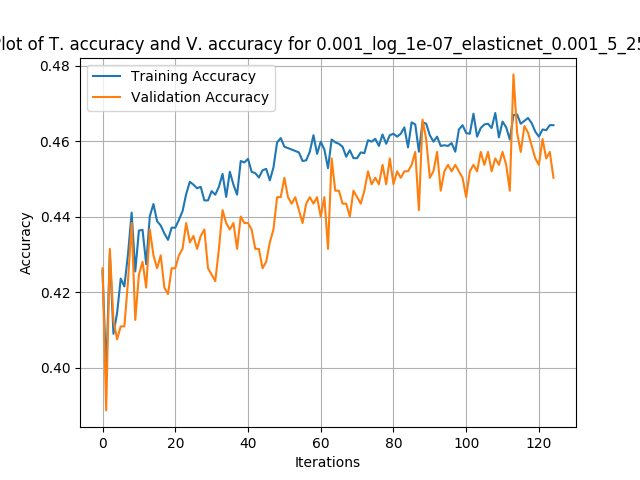 lot of T. accuracy and V. accuracy for 0.001_log_1e-07_elasticnet_0.001_5_25
Training Accuracy
Validation Accuracy
Accuracy
0.48
0.46
0.44
0.42
0.40
0
20
40
60
80
100
120
Iterations